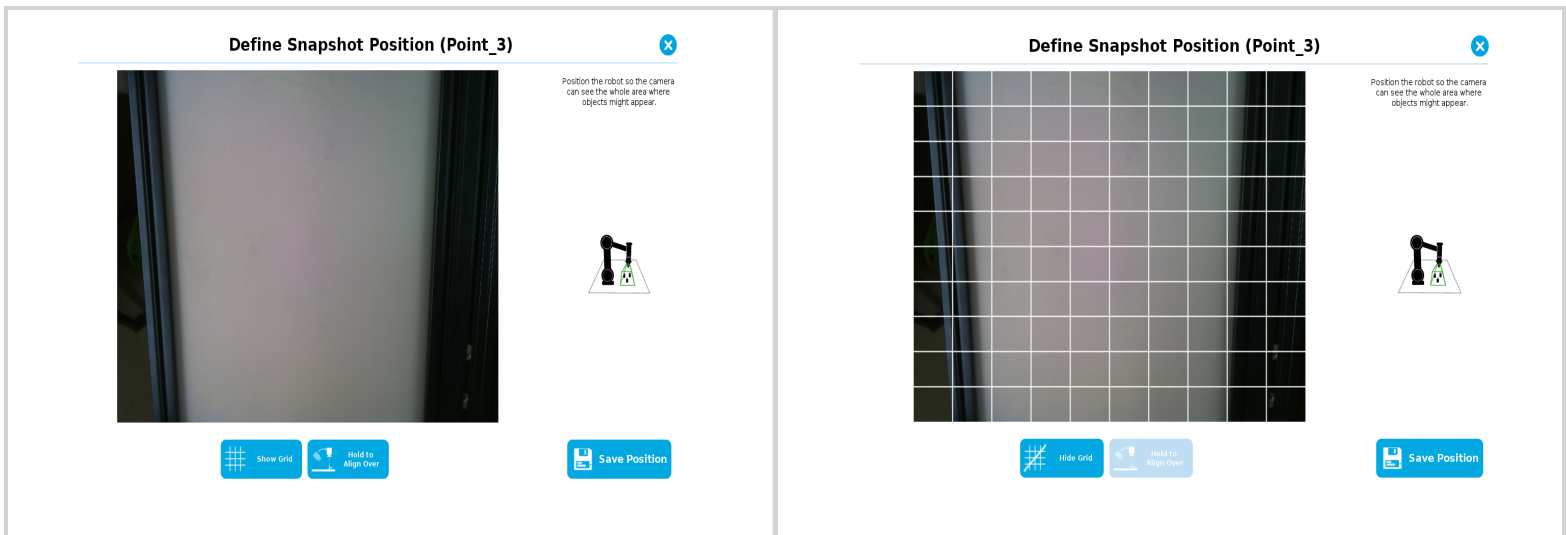 Define Snapshot Position (Point_3)
Position the robot so the camera
can see the whole area where
objects might appear.
Show Grid
Hold to
Align Over
Save Position
Define Snapshot Position (Point_3)
Position the robot so the camera
can see the whole area where
objects might appear.
Hide Grid
Hold to
Align Over
Save Position